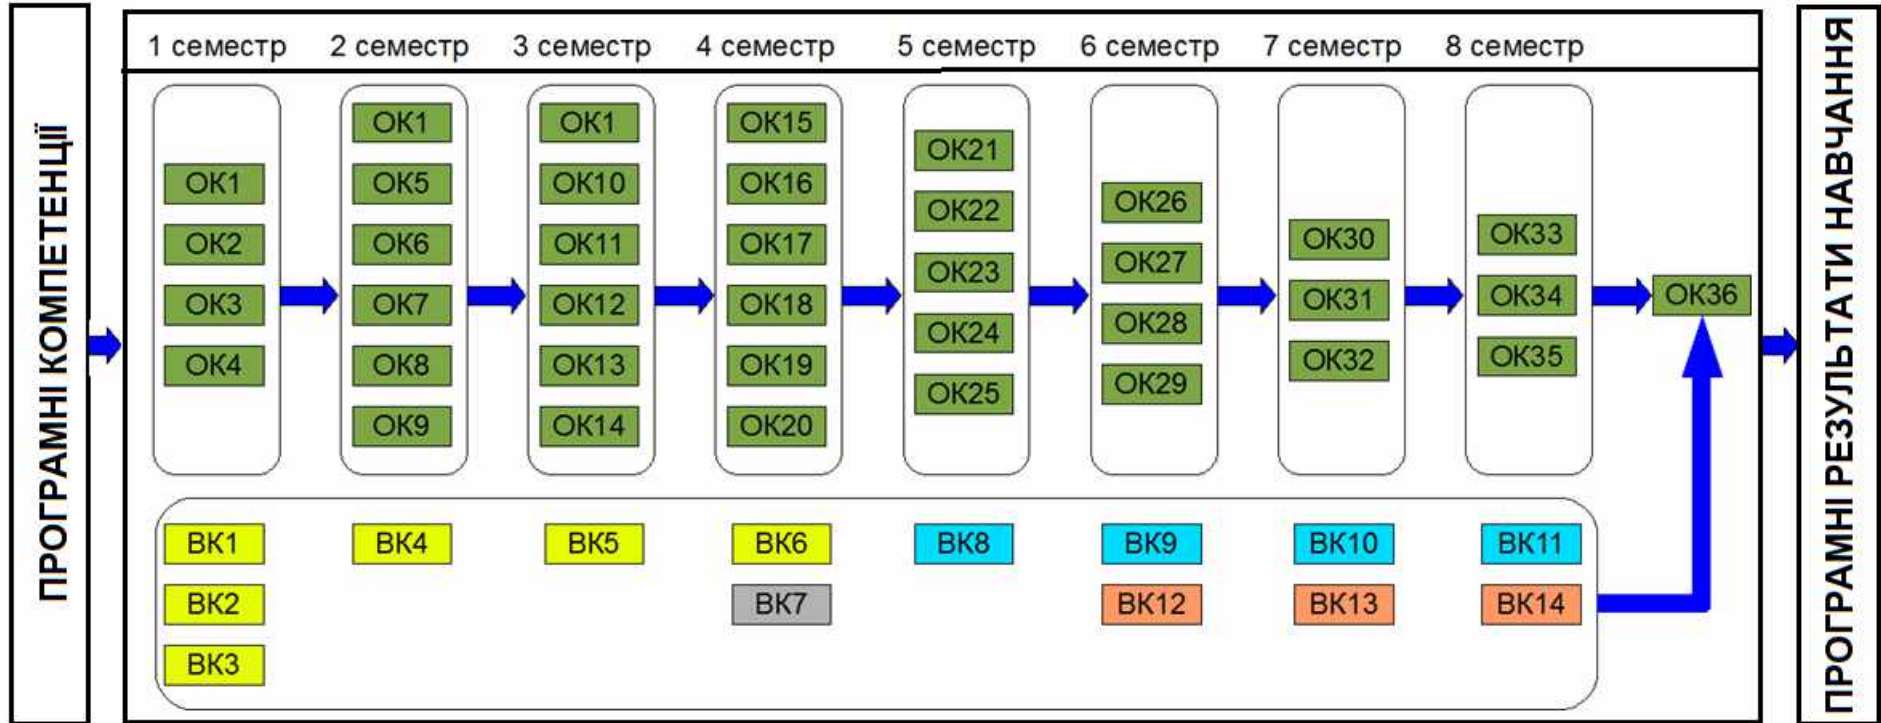 ПРОГРАМНІ КОМПЕТЕНЦІЇ
1 семестр 2 семестр 3 семестр 4 семестр 5 семестр 6 семестр 7 семестр 8 семестр
ОК1
ОК2
ОК3
ОК4
ОК1
ОК5
ОК6
ОК7
ОК8
ОК9
ОК1
ОК10
ОК11
ОК12
ОК13
ОК14
ОК15
ОК16
ОК17
ОК18
ОК19
ОК20
ОК21
ОК22
ОК23
ОК24
ОК25
ОК26
ОК27
ОК28
ОК29
ОК30
ОК31
ОК32
ОК33
ОК34
ОК35
ОК36
ВК1 ВК4 ВК5 ВК6 ВК8 ВК9 ВК10 ВК11
ВК2 ВК7 ВК12 ВК13 ВК14
ВК3
ПРОГРАМНІ РЕЗУЛЬТАТИ НАВЧАННЯ